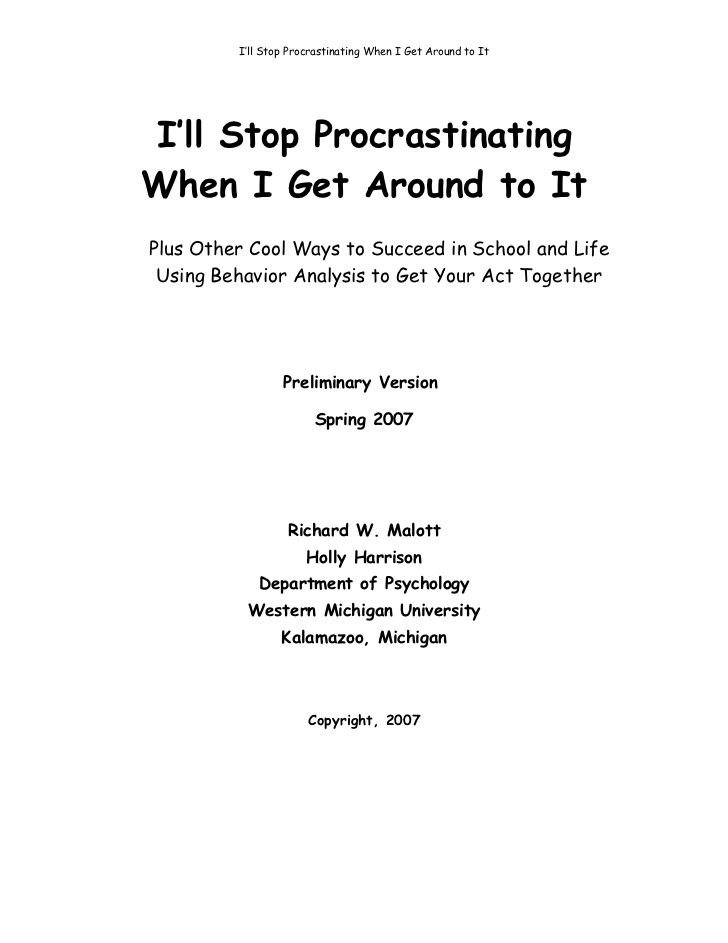 I'll Stop Procrastinating When I Get Around to It
I'll Stop Procrastinating
When I Get Around to It
Plus Other Cool Ways to Succeed in School and Life
Using Behavior Analysis to Get Your Act Together
Preliminary Version
Spring 2007
Richard W. Malott
Holly Harrison
Department of Psychology
Western Michigan University
Kalamazoo, Michigan
Copyright, 2007